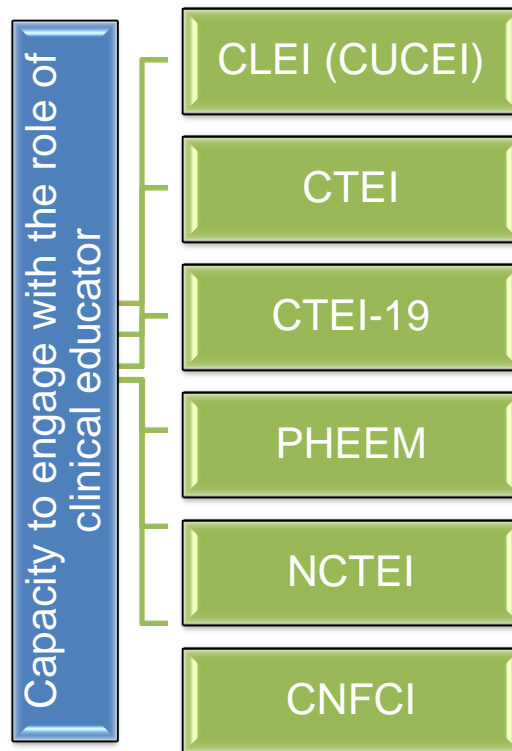 Capacity to engage with the role of
clinical educator
CLEI (CUCEI)
CTEI
CTEI-19
PHEEM
NCTEI
CNFCI